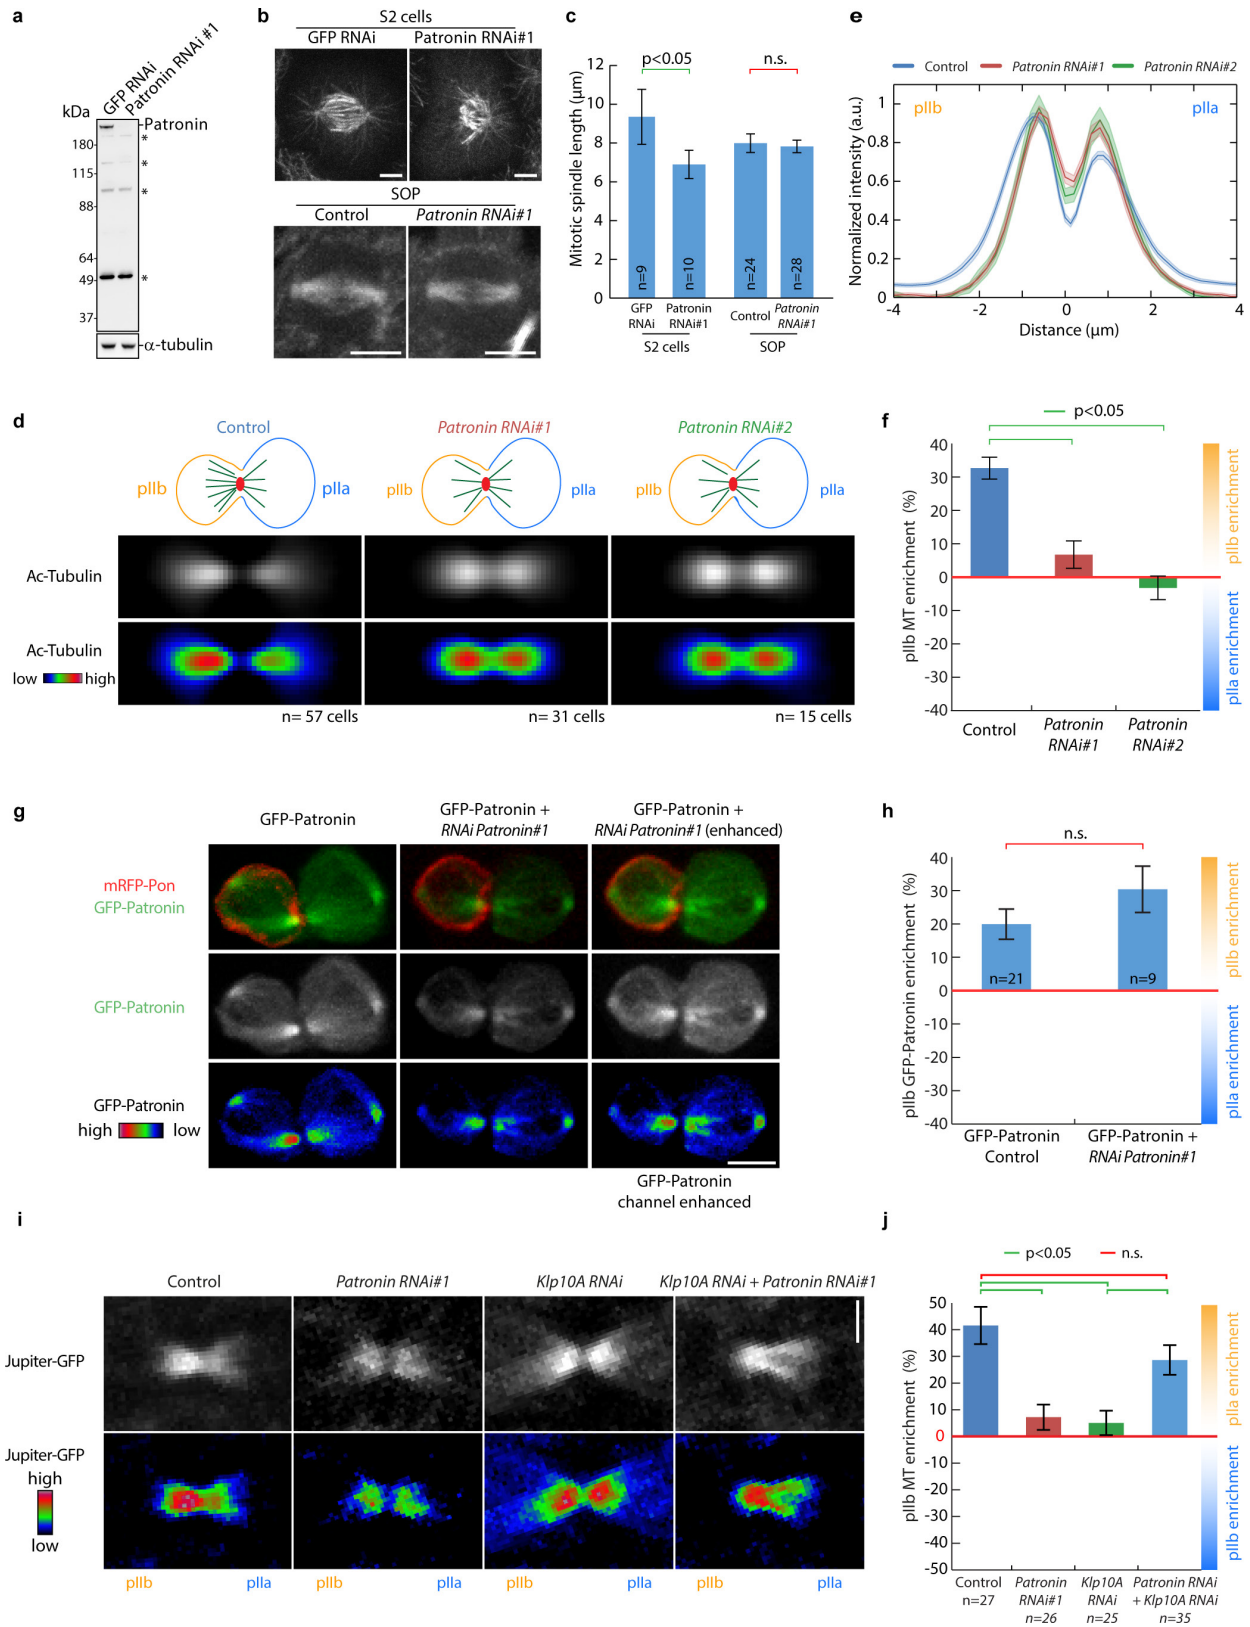 a
GFP RNAi
Patronin RNAi #1
kDa
Patronin
180
*
*
115
*
88
64
*
49
37
α-tubulin
b
S2 cells
GFP RNAi
Patronin RNAi#1
SOP
Control
Patronin RNAi#1
c
p<0.05
n.s.
Mitotic spindle length (µm)
12
10
8
6
4
2
0
n=9
n=10
n=24
n=28
GFP RNAi
Patronin RNAi#1
Control
Patronin RNAi#1
S2 cells
SOP
e
Control
Patronin RNAi#1
Patronin RNAi#2
pIIb
pIIa
Normalized intensity (a.u.)
1
0.8
0.6
0.4
0.2
0
-4
-2
0
2
4
Distance (µm)
d
Control
Patronin RNAi#1
Patronin RNAi#2
pIIb
pIIa
pIIb
pIIa
pIIb
pIIa
Ac-Tubulin
Ac-Tubulin
low
high
n= 57 cells
n= 31 cells
n= 15 cells
f
p<0.05
pIIb MT enrichment (%)
40
30
20
10
0
-10
-20
-30
-40
pIIb enrichment
pIIa enrichment
Control
Patronin RNAi#1
Patronin RNAi#2
g
GFP-Patronin
GFP-Patronin +
RNAi Patronin#1
GFP-Patronin +
RNAi Patronin#1 (enhanced)
mRFP-Pon
GFP-Patronin
GFP-Patronin
GFP-Patronin
high
low
GFP-Patronin
channel enhanced
h
n.s.
pIIb GFP-Patronin enrichment (%)
40
30
20
10
0
-10
-20
-30
-40
n=21
n=9
pIIb enrichment
pIIa enrichment
GFP-Patronin
Control
GFP-Patronin +
RNAi Patronin#1
i
Control
Patronin RNAi#1
Klp10A RNAi
Klp10A RNAi + Patronin RNAi#1
Jupiter-GFP
Jupiter-GFP
high
low
pIIb
pIIa
pIIb
pIIa
pIIb
pIIa
j
p<0.05
n.s.
pIIb MT enrichment (%)
50
40
30
20
10
0
-10
-20
-30
-40
-50
pIIa enrichment
pIIb enrichment
Control
n=27
Patronin
RNAi#1
n=26
Klp10A
RNAi
n=25
Patronin RNAi
+ Klp10A RNAi
n=35